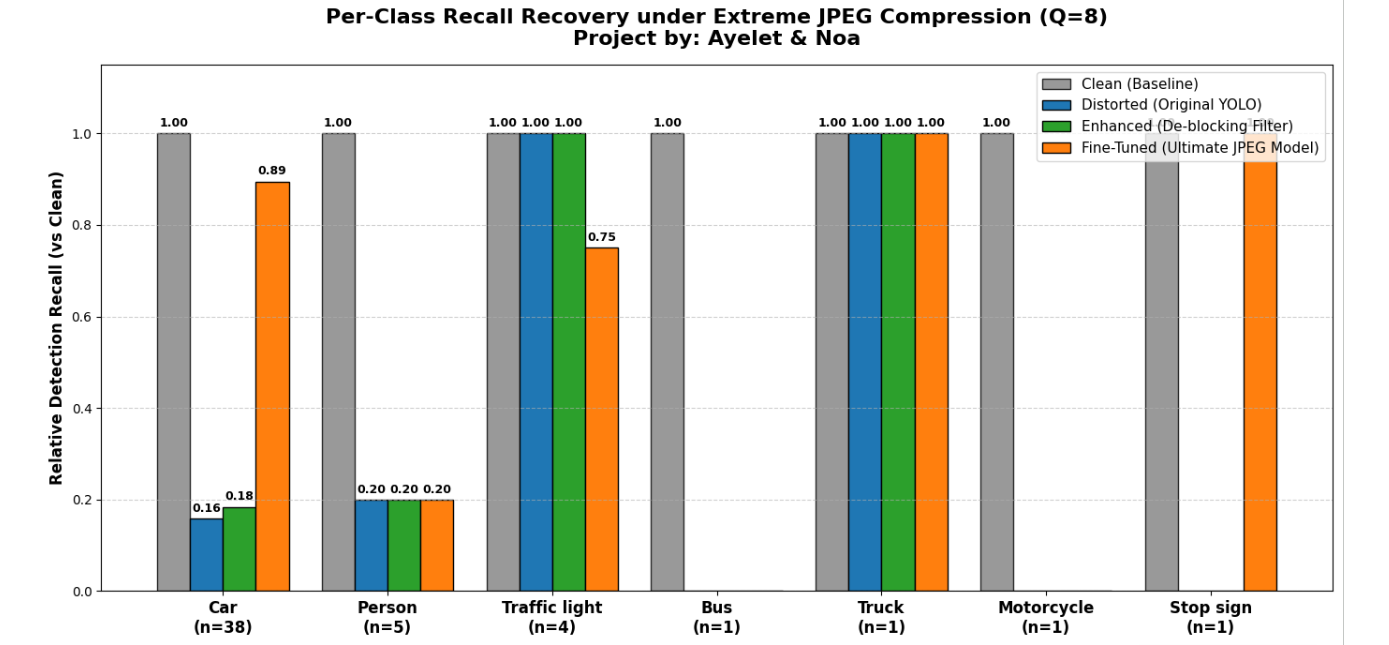 Per-Class Recall Recovery under Extreme JPEG Compression (Q=8)
Project by: Ayelet & Noa
Relative Detection Recall (vs Clean)
1.0
0.8
0.6
0.4
0.2
0.0
Clean (Baseline)
Distorted (Original YOLO)
Enhanced (De-blocking Filter)
Fine-Tuned (Ultimate JPEG Model)
1.00
0.16
0.18
0.89
1.00
0.20 0.20 0.20
1.00 1.00 1.00
0.75
1.00
1.00 1.00 1.00 1.00
1.00
Car
(n=38)
Person
(n=5)
Traffic light
(n=4)
Bus
(n=1)
Truck
(n=1)
Motorcycle
(n=1)
Stop sign
(n=1)